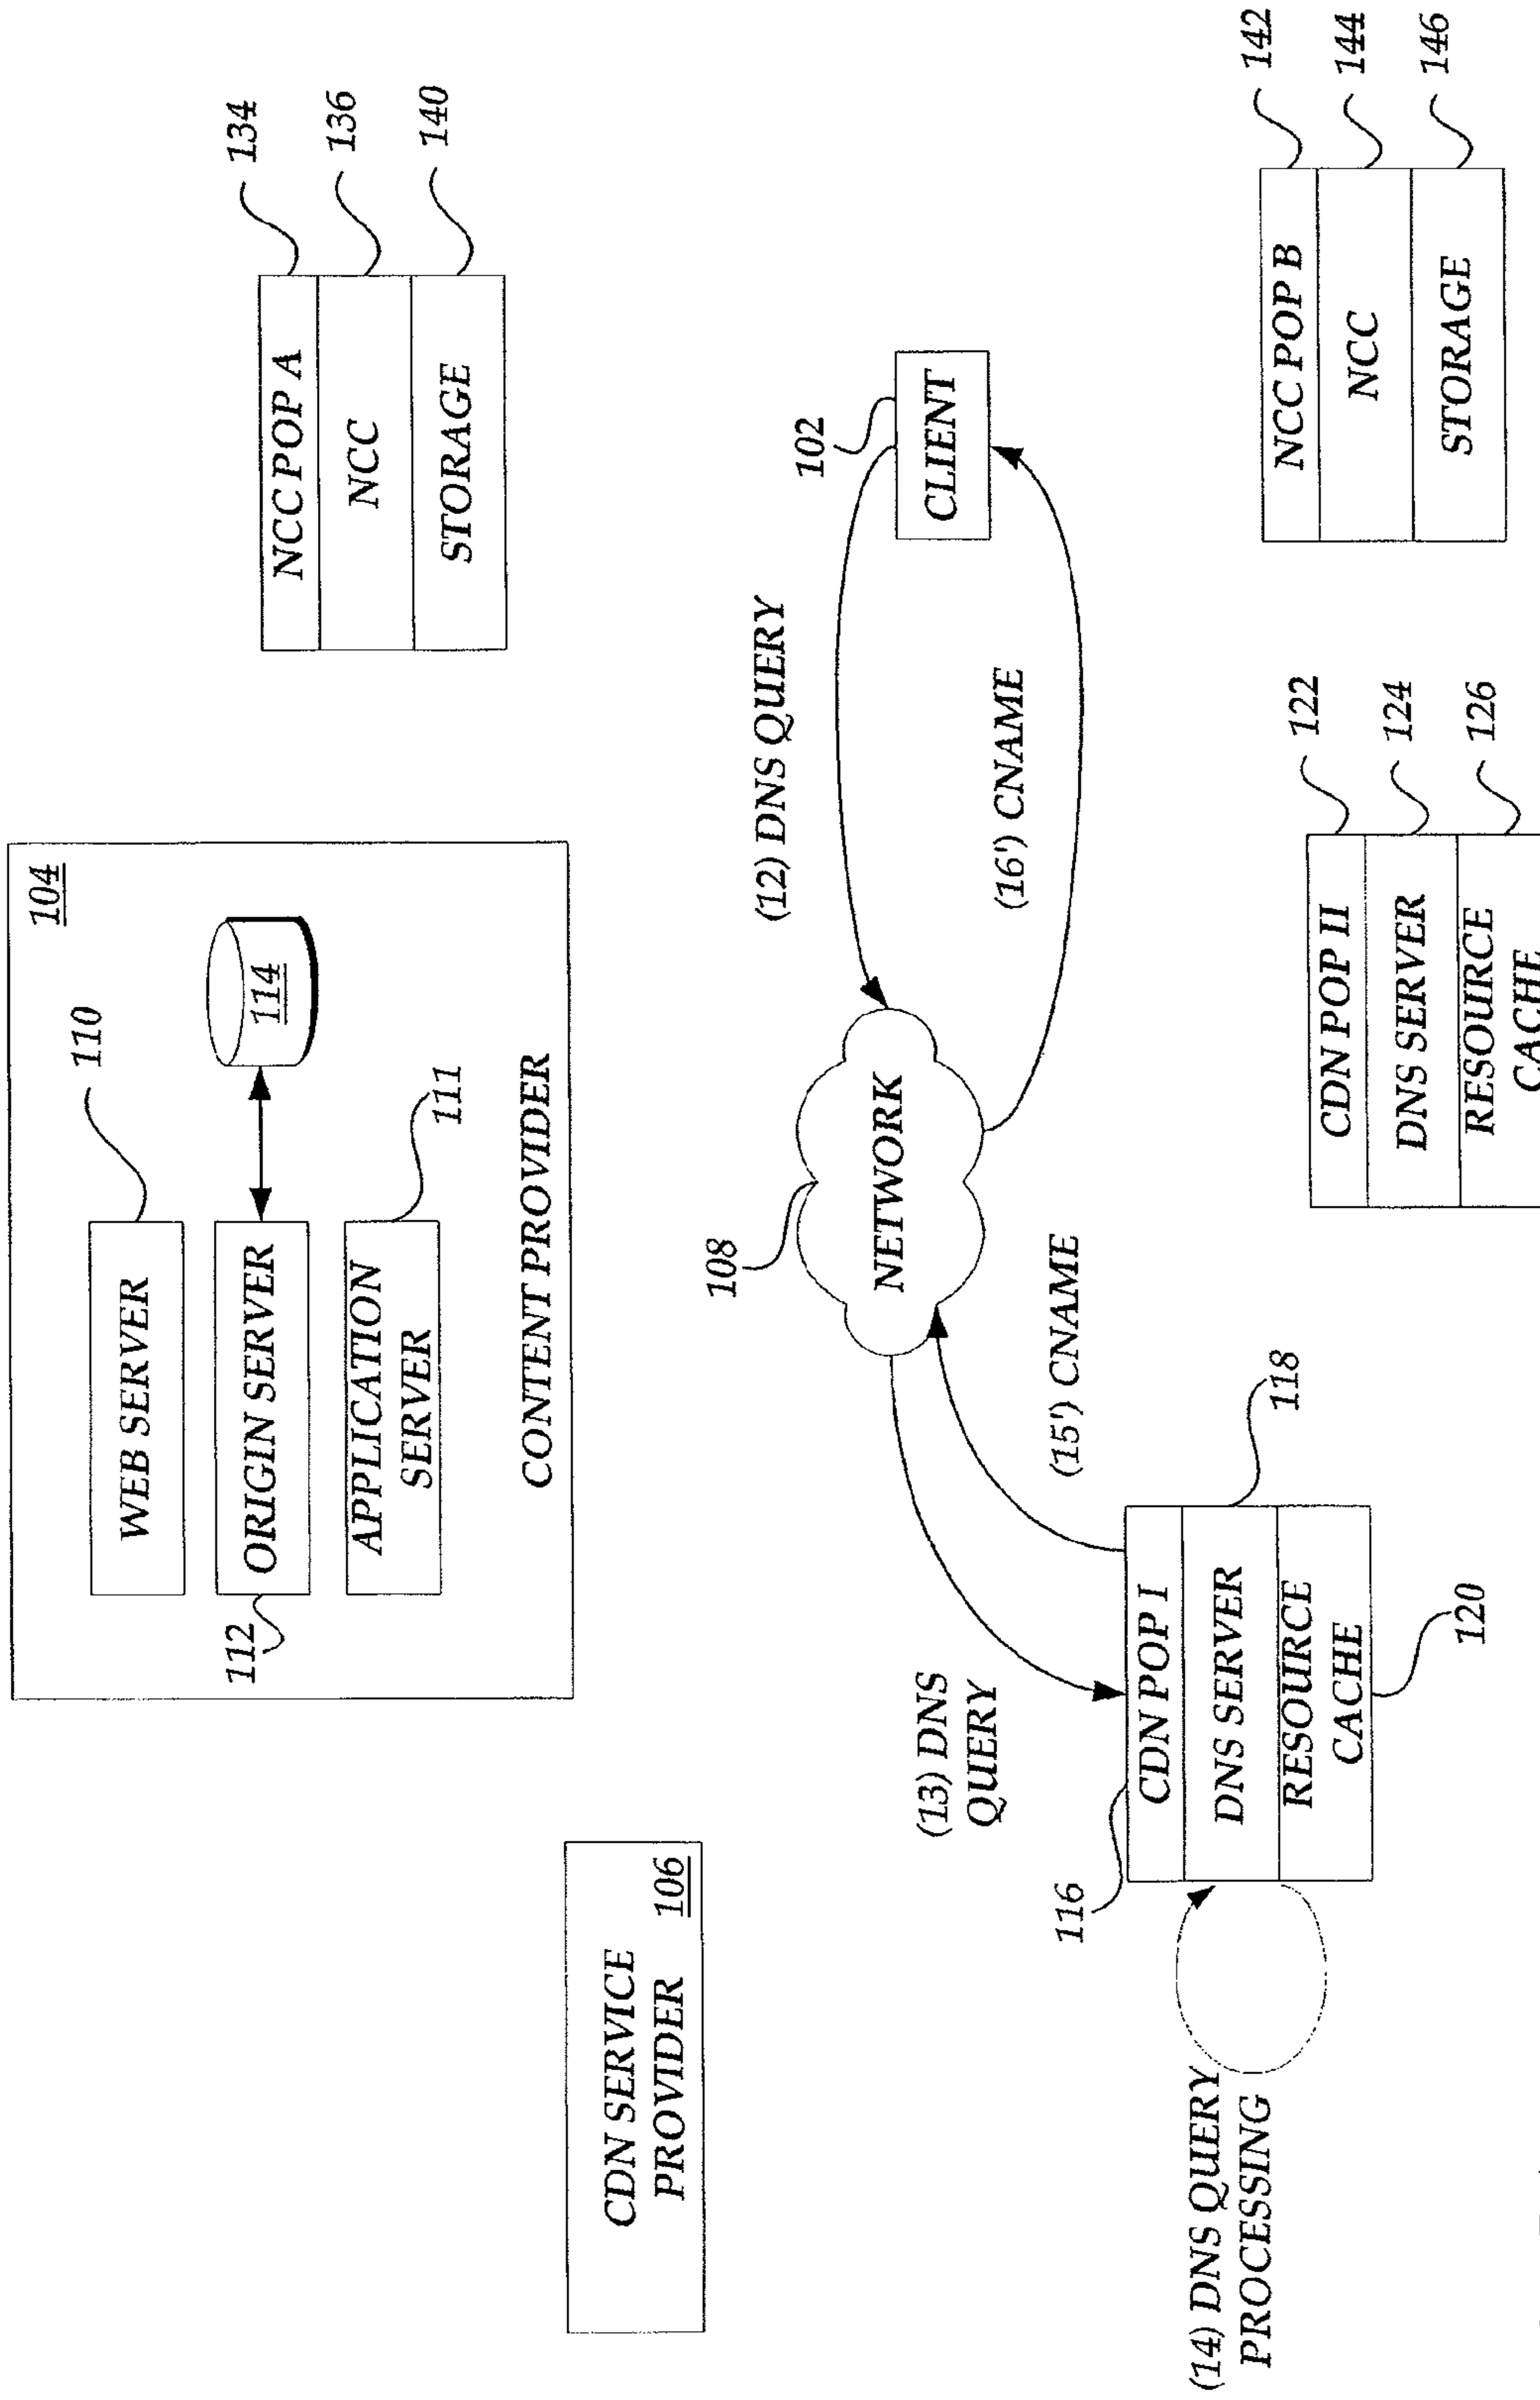 CDN SERVICE
PROVIDER
106
104
WEB SERVER
110
112
ORIGIN SERVER
114
APPLICATION
SERVER
111
CONTENT PROVIDER
134
NCC POP A
136
NCC
140
STORAGE
108
NETWORK
(12) DNS QUERY
102
CLIENT
(16') CNAME
(13) DNS
QUERY
(15') CNAME
(14) DNS QUERY
PROCESSING
116
CDN POP I
118
DNS SERVER
RESOURCE
CACHE
120
122
CDN POP II
124
DNS SERVER
126
RESOURCE
CACHE
142
NCC POP B
144
NCC
146
STORAGE